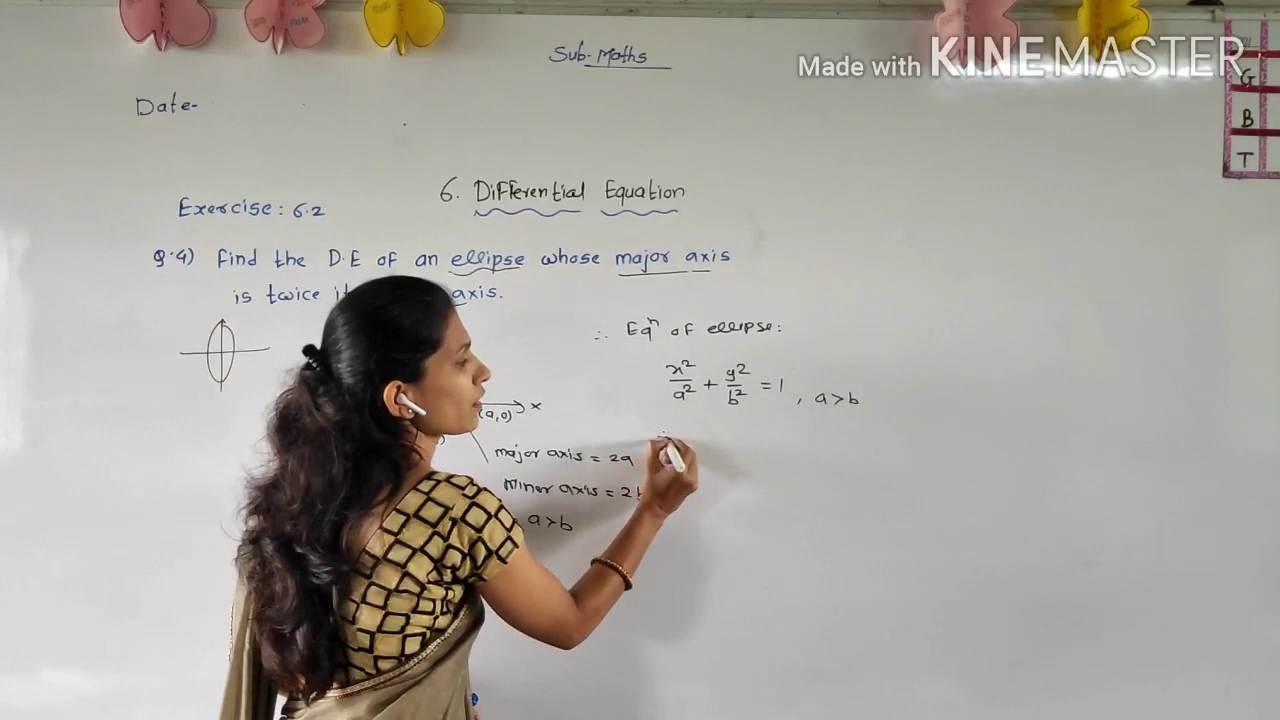 Sub- Maths
Made with KINEMASTER
Date-
G
B
T
6. Differential Equation
Exercise: 6.2
Q.4) Find the D.E of an ellipse whose major axis
is twice axis.
∴ Eqⁿ of ellipse:
x²/a² + y²/b² = 1 , a>b
(a,0) x
major axis = 2a
Minor axis = 2b
a>b